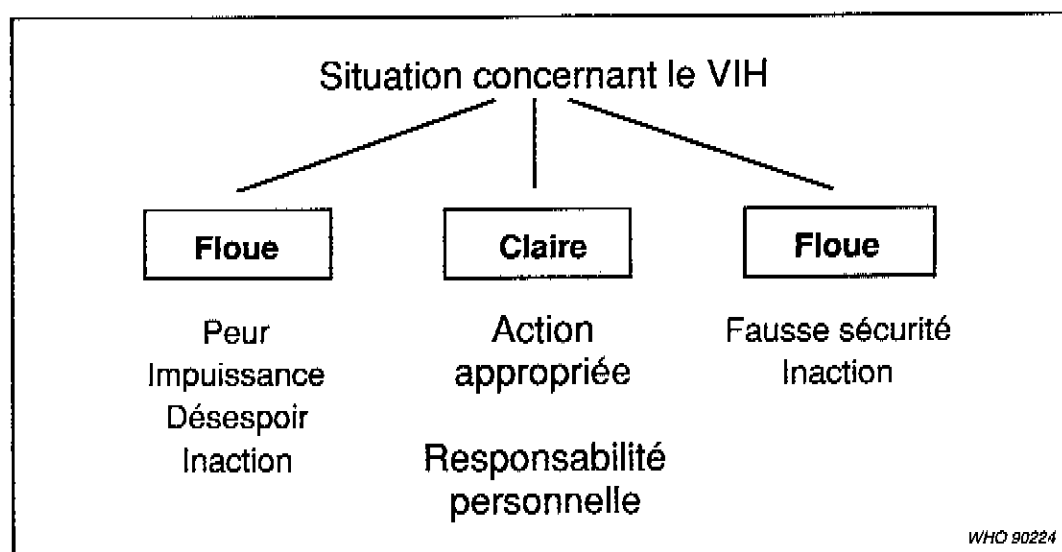 Situation concernant le VIH
Floue
Peur
Impuissance
Désespoir
Inaction
Claire
Action
appropriée
Responsabilité
personnelle
Floue
Fausse sécurité
Inaction
WHO 90224